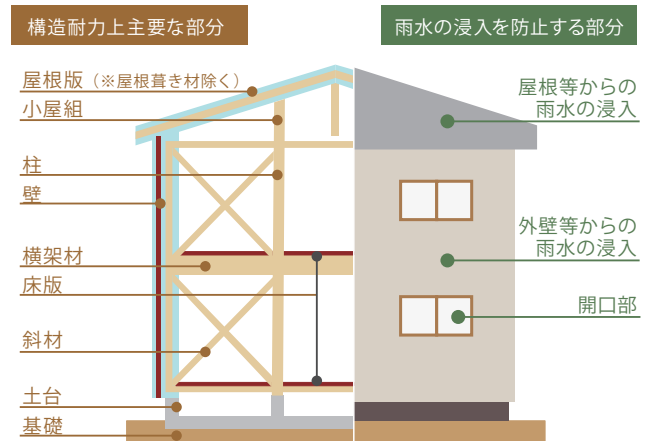 構造耐力上主要な部分
屋根版（※屋根葺き材除く）
小屋組
柱
壁
横架材
床版
斜材
土台
基礎
雨水の浸入を防止する部分
屋根等からの
雨水の浸入
外壁等からの
雨水の浸入
開口部